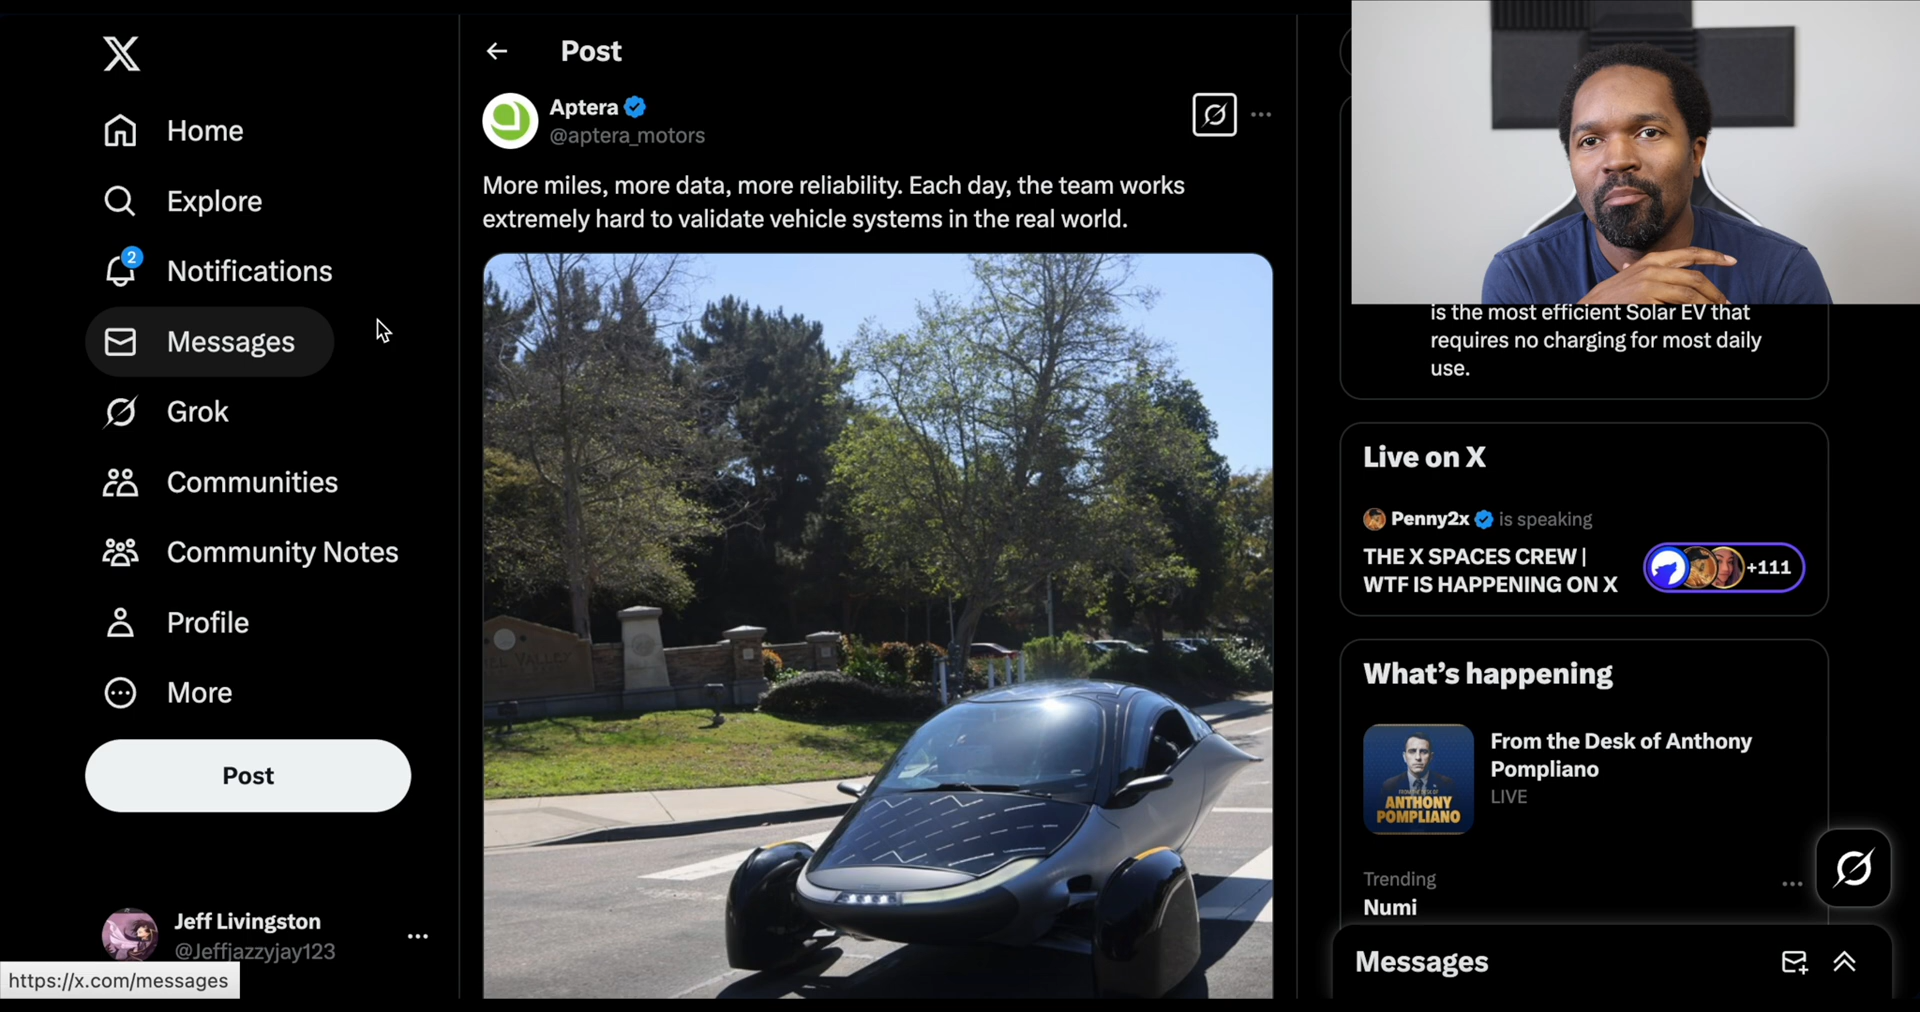 Home
Explore
2
Notifications
Messages
Grok
Communities
Community Notes
Profile
More
Post
Jeff Livingston
@Jeffjazzyjay123
https://x.com/messages
Post
Aptera
@aptera_motors
More miles, more data, more reliability. Each day, the team works
extremely hard to validate vehicle systems in the real world.
VALLEY
is the most efficient Solar EV that
requires no charging for most daily
use.
Live on X
Penny2x is speaking
THE X SPACES CREW |
WTF IS HAPPENING ON X
+111
What’s happening
From the Desk of Anthony
Pompliano
LIVE
ANTHONY
POMPLIANO
Trending
Numi
Messages